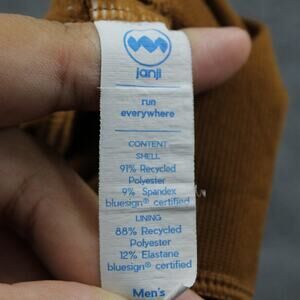 janji
run
everywhere
CONTENT
SHELL
91% Recycled
Polyester
9% Spandex
bluesign® certified
LINING
88% Recycled
Polyester
12% Elastane
bluesign® certified
Men's